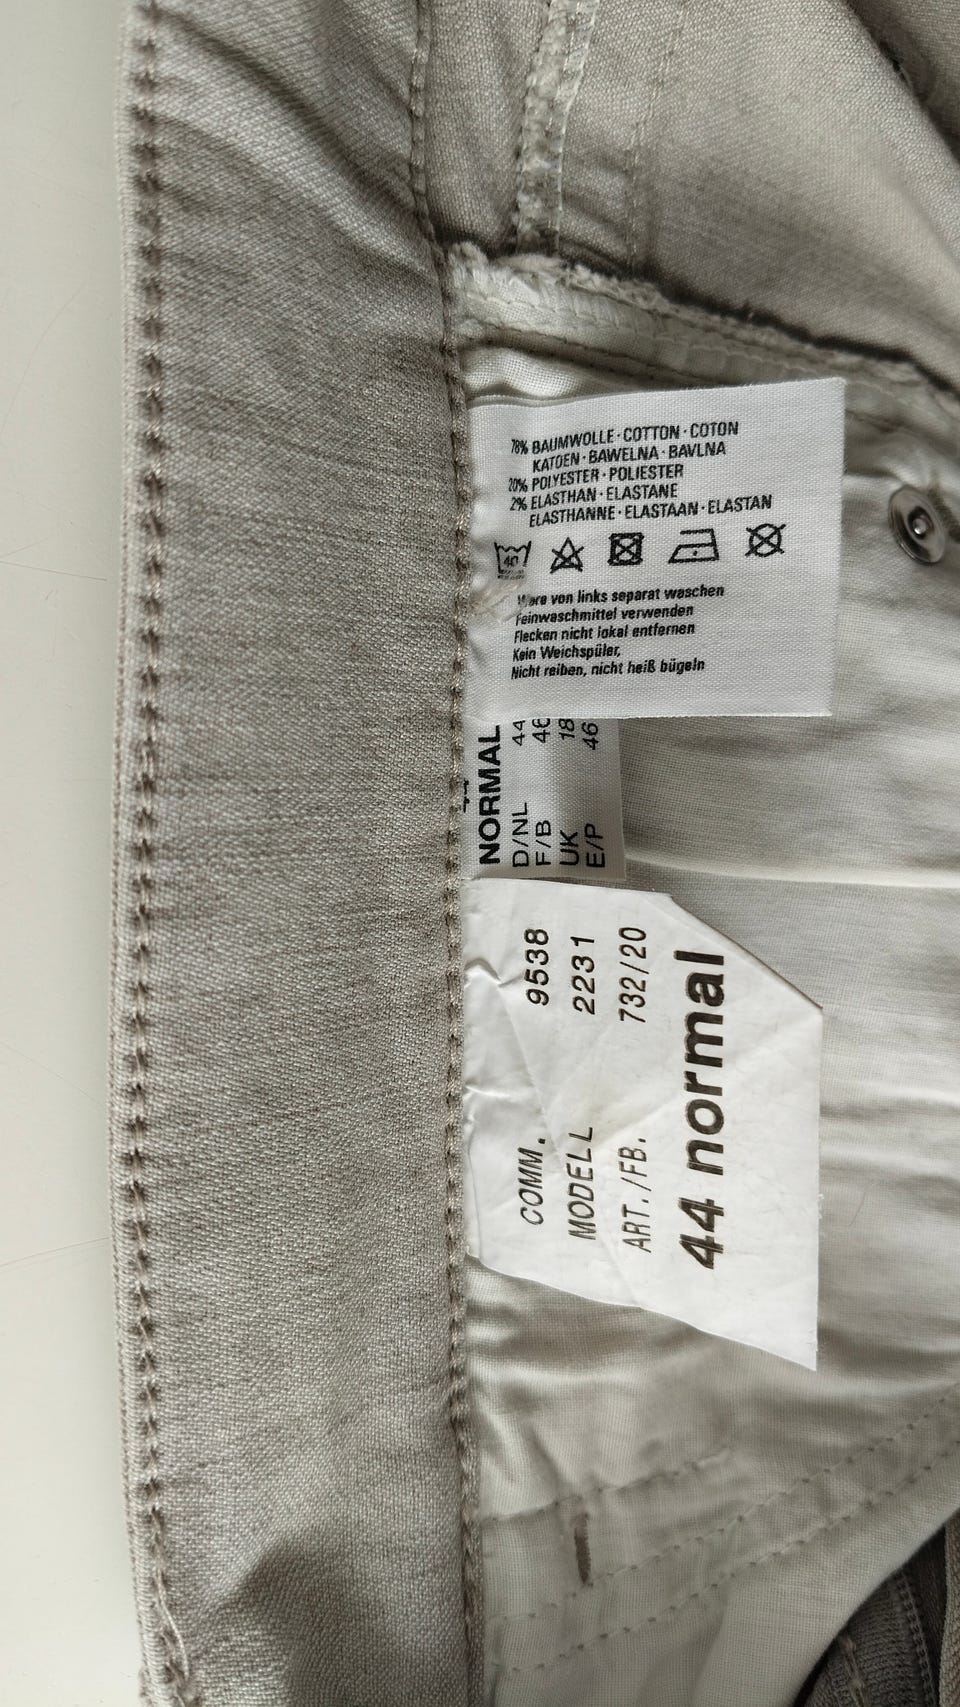 78% BAUMWOLLE · COTTON · COTON
KATOEN · BAWELNA · BAVLNA
20% POLYESTER · POLIESTER
2% ELASTHAN · ELASTANE
ELASTHANNE · ELASTAAN · ELASTAN
40
Ware von links separat waschen
Feinwaschmittel verwenden
Flecken nicht lokal entfernen
Kein Weichspüler,
Nicht reiben, nicht heiß bügeln
NORMAL
D/NL 44
F/B 46
UK 18
E/P 46
COMM. 9538
MODELL 2231
ART./FB. 732/20
44 normal